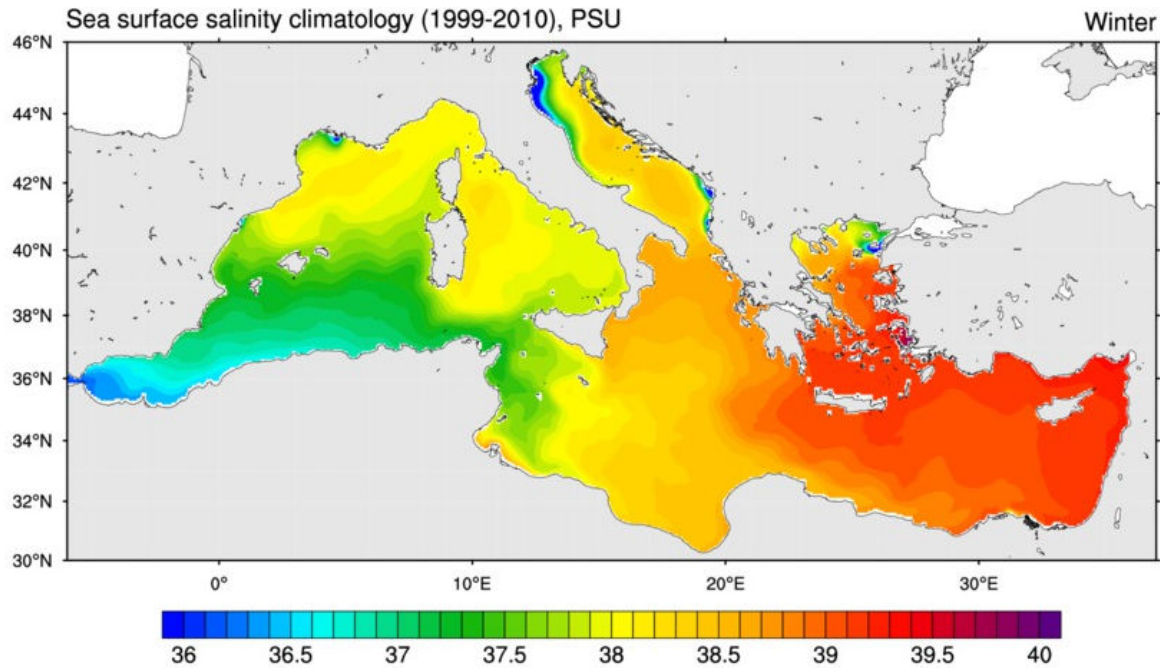 Sea surface salinity climatology (1999-2010), PSU Winter
46°N
44°N
42°N
40°N
38°N
36°N
34°N
32°N
30°N
0° 10°E 20°E 30°E
36 36.5 37 37.5 38 38.5 39 39.5 40